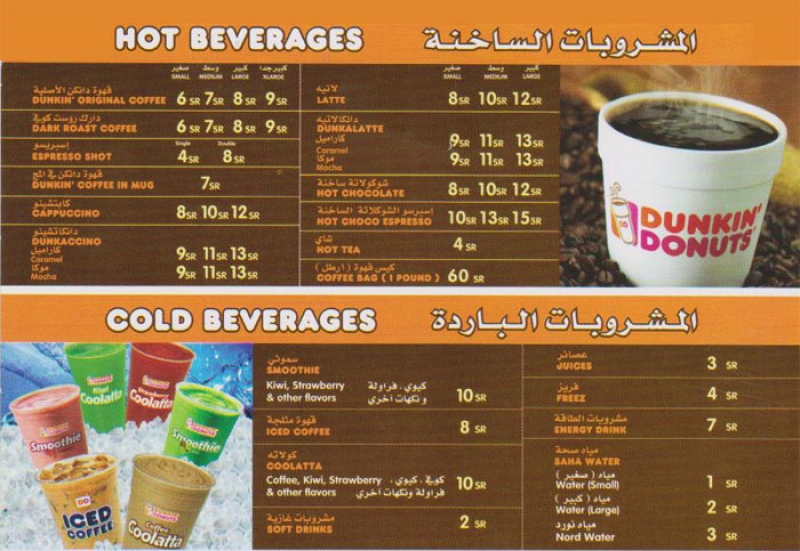 HOT BEVERAGES المشروبات الساخنة
صغير وسط كبير كبير جدا
SMALL MEDIUM LARGE XLARGE
قهوة دانكن الأصلية
DUNKIN' ORIGINAL COFFEE 6 SR 7 SR 8 SR 9 SR
دارك روست كوفي
DARK ROAST COFFEE 6 SR 7 SR 8 SR 9 SR
إسبريسو Single Double
ESPRESSO SHOT 4 SR 8 SR
قهوة دانكن في المج
DUNKIN' COFFEE IN MUG 7 SR
كابتشينو
CAPPUCCINO 8 SR 10 SR 12 SR
دانكاتشينو
DUNKACCINO
كاراميل
Caramel 9 SR 11 SR 13 SR
موكا
Mocha 9 SR 11 SR 13 SR
صغير وسط كبير
SMALL MEDIUM LARGE
لاتيه
LATTE 8 SR 10 SR 12 SR
دانكالاتيه
DUNKALATTE
كاراميل
Caramel 9 SR 11 SR 13 SR
موكا
Mocha 9 SR 11 SR 13 SR
شوكولاتة ساخنة
HOT CHOCOLATE 8 SR 10 SR 12 SR
إسبرسو الشوكلاتة الساخنة
HOT CHOCO ESPRESSO 10 SR 13 SR 15 SR
شاي
HOT TEA 4 SR
كيس قهوة (١ رطل)
COFFEE BAG ( 1 POUND ) 60 SR
DUNKIN'
DONUTS
COLD BEVERAGES المشروبات الباردة
Kiwi
Coolatta
Strawberry
Coolatta
Smoothie
Smoothie
ICED
COFFEE
Coffee
Coolatta
سموثي
SMOOTHIE
Kiwi, Strawberry كيوي، فراولة
& other flavors و نكهات أخرى 10 SR
قهوة مثلجة
ICED COFFEE 8 SR
كولاته
COOLATTA
Coffee, Kiwi, Strawberry كوفي، كيوي،
& other flavors فراولة ونكهات أخرى 10 SR
مشروبات غازية
SOFT DRINKS 2 SR
عصائر
JUICES 3 SR
فريز
FREEZ 4 SR
مشروبات الطاقة
ENERGY DRINK 7 SR
مياه صحة
SAHA WATER
مياه ( صغير )
Water (Small) 1 SR
مياه ( كبير )
Water (Large) 2 SR
مياه نورد
Nord Water 3 SR